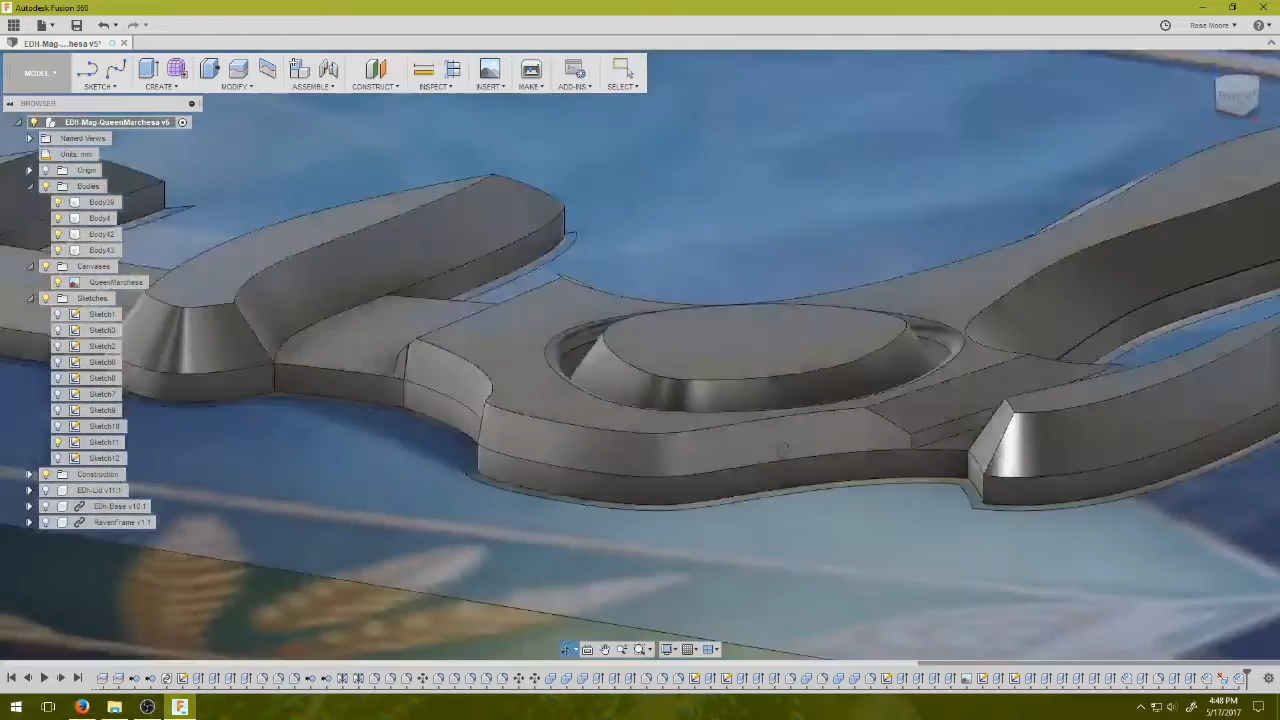 Autodesk Fusion 360
Rose Moore
EDH-Mag-...hesa v5*
MODEL
SKETCH
CREATE
MODIFY
ASSEMBLE
CONSTRUCT
INSPECT
INSERT
MAKE
ADD-INS
SELECT
BROWSER
EDH-Mag-QueenMarchesa v5
Named Views
Units: mm
Origin
Bodies
Body39
Body4
Body42
Body43
Canvases
QueenMarchesa
Sketches
Sketch1
Sketch3
Sketch2
Sketch6
Sketch8
Sketch7
Sketch9
Sketch10
Sketch11
Sketch12
Construction
EDh-Lid v11:1
EDh-Base v10:1
RavenFrame v1:1
4:48 PM
5/17/2017